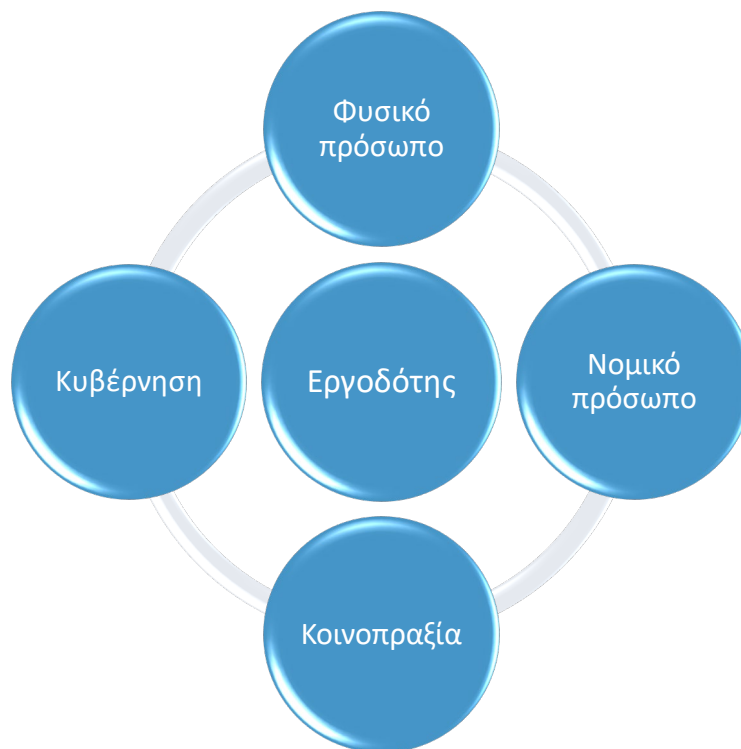 Φυσικό
πρόσωπο
Κυβέρνηση
Εργοδότης
Νομικό
πρόσωπο
Κοινοπραξία